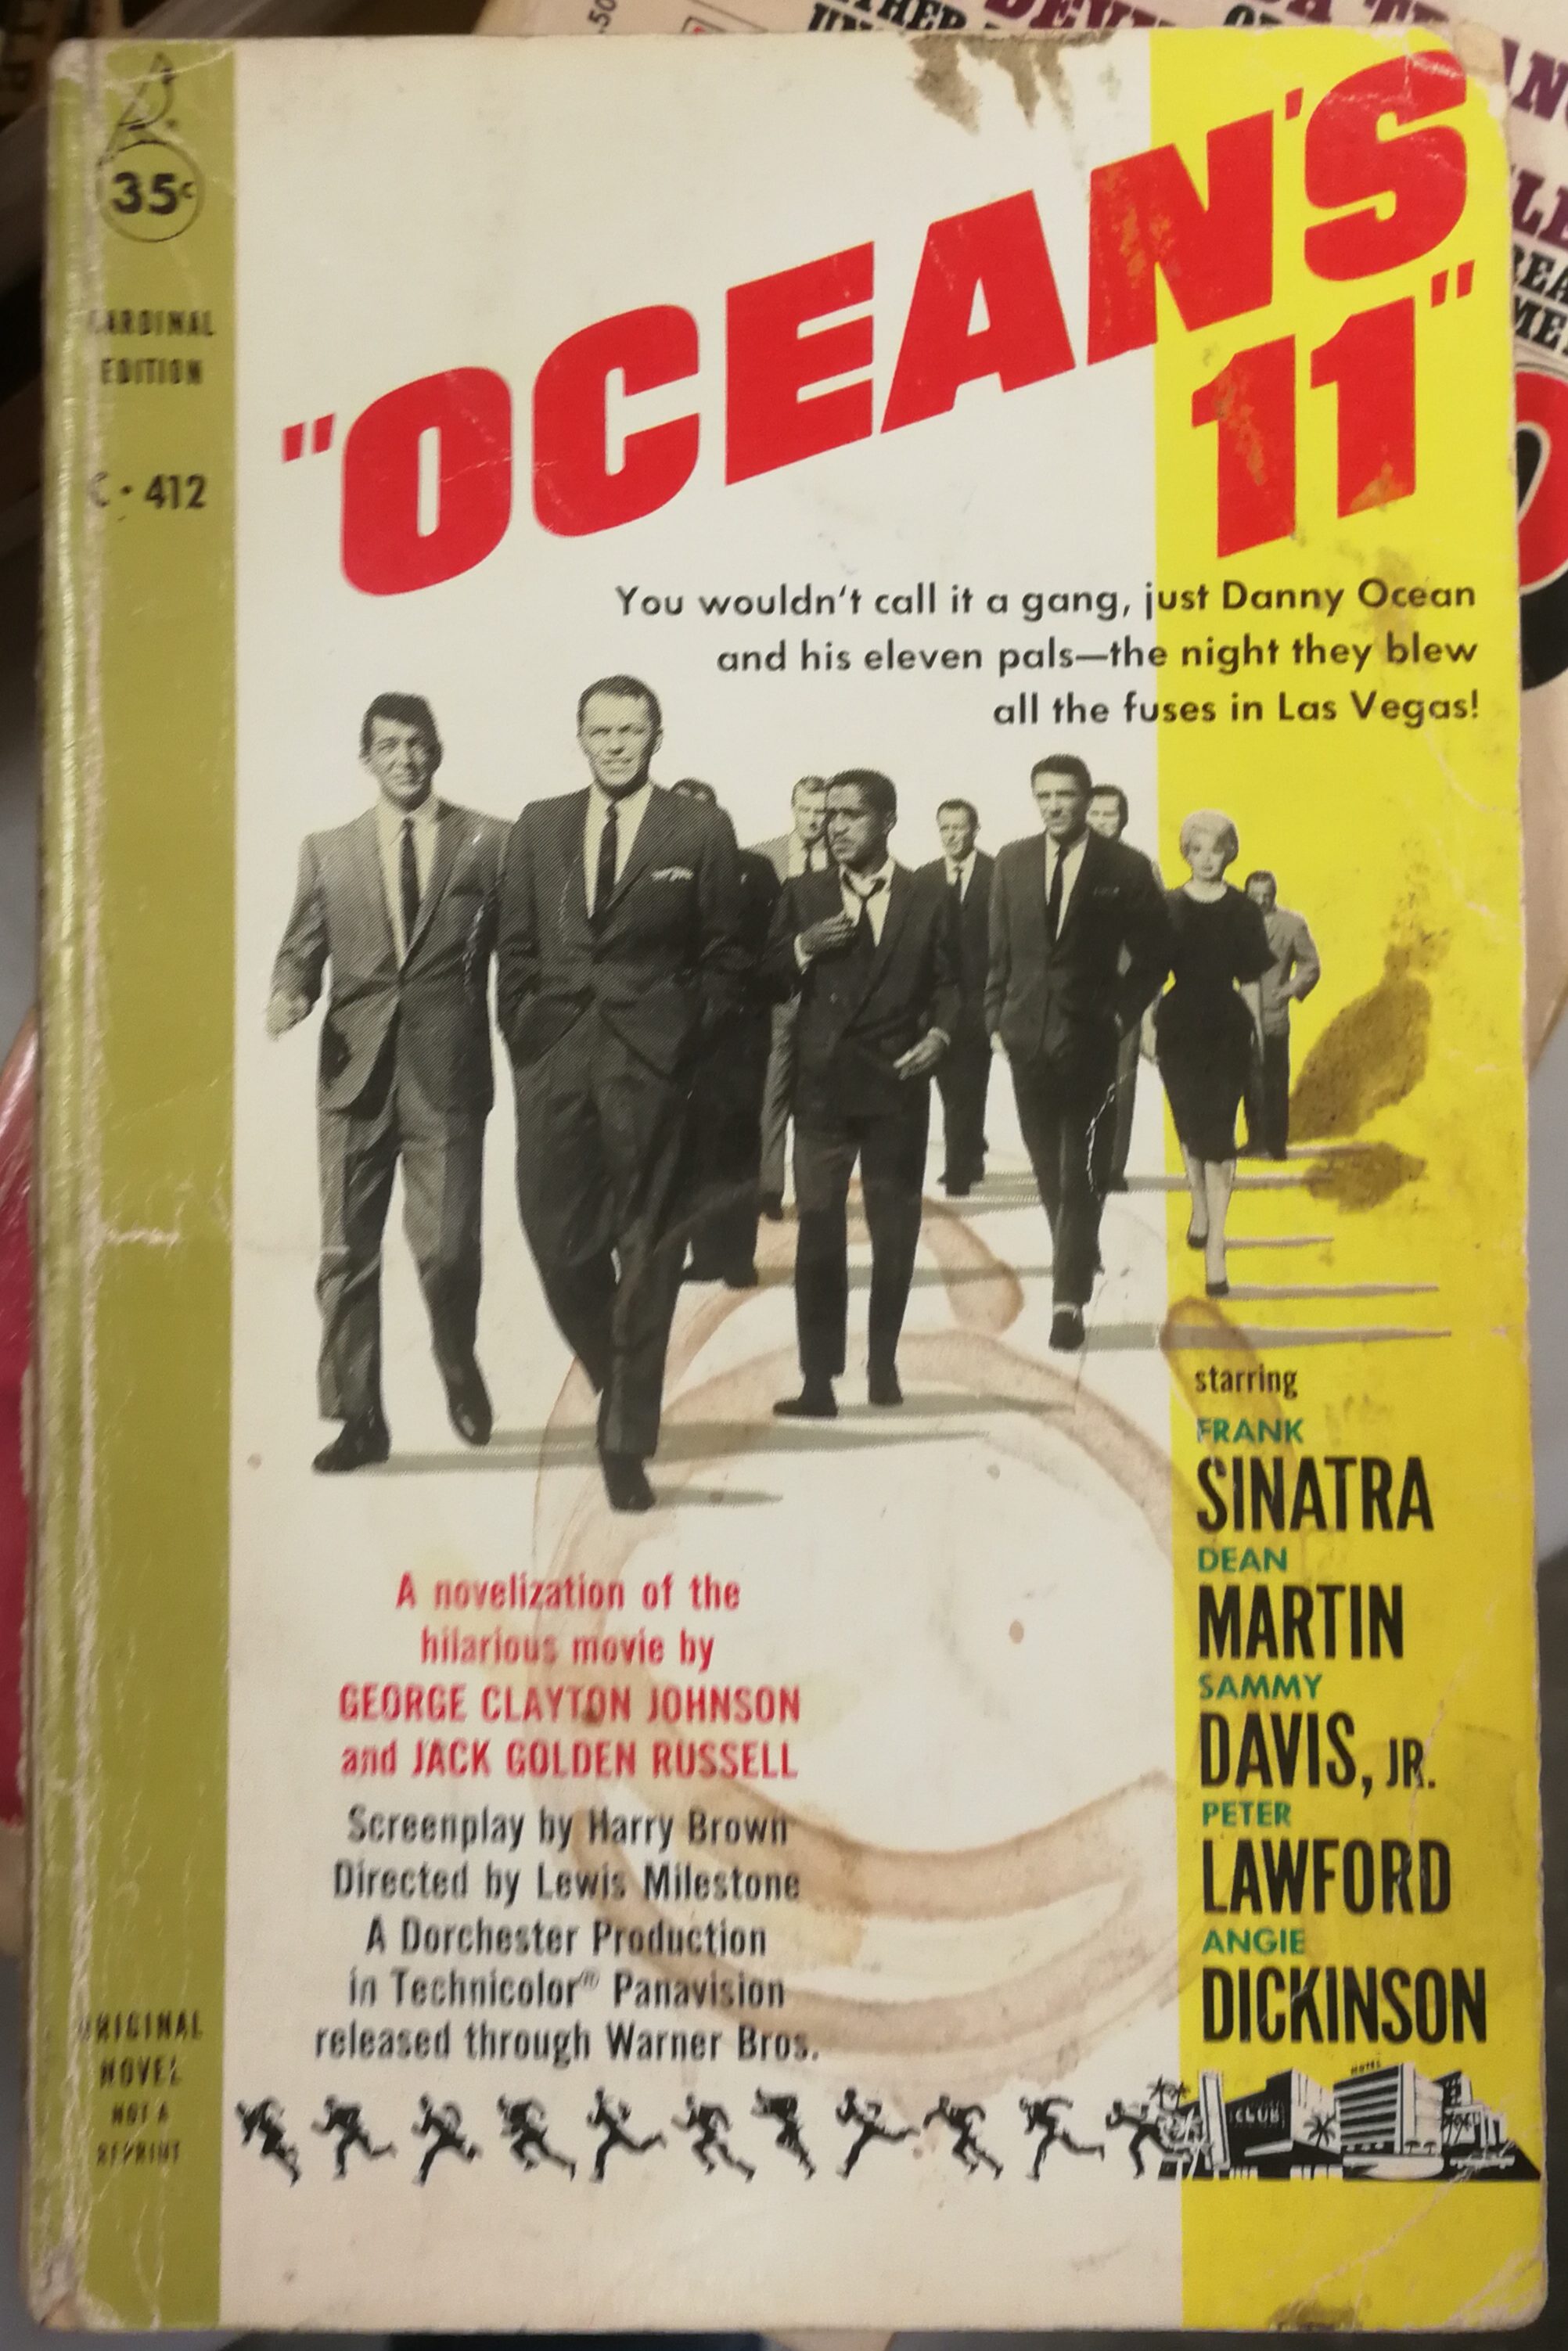 35¢
CARDINAL
EDITION
C·412
"OCEAN'S
11"
You wouldn't call it a gang, just Danny Ocean
and his eleven pals—the night they blew
all the fuses in Las Vegas!
starring
FRANK
SINATRA
DEAN
MARTIN
SAMMY
DAVIS, JR.
PETER
LAWFORD
ANGIE
DICKINSON
A novelization of the
hilarious movie by
GEORGE CLAYTON JOHNSON
and JACK GOLDEN RUSSELL
Screenplay by Harry Brown
Directed by Lewis Milestone
A Dorchester Production
in Technicolor® Panavision
released through Warner Bros.
ORIGINAL
NOVEL
NOT A
REPRINT
CLUB
HOTEL